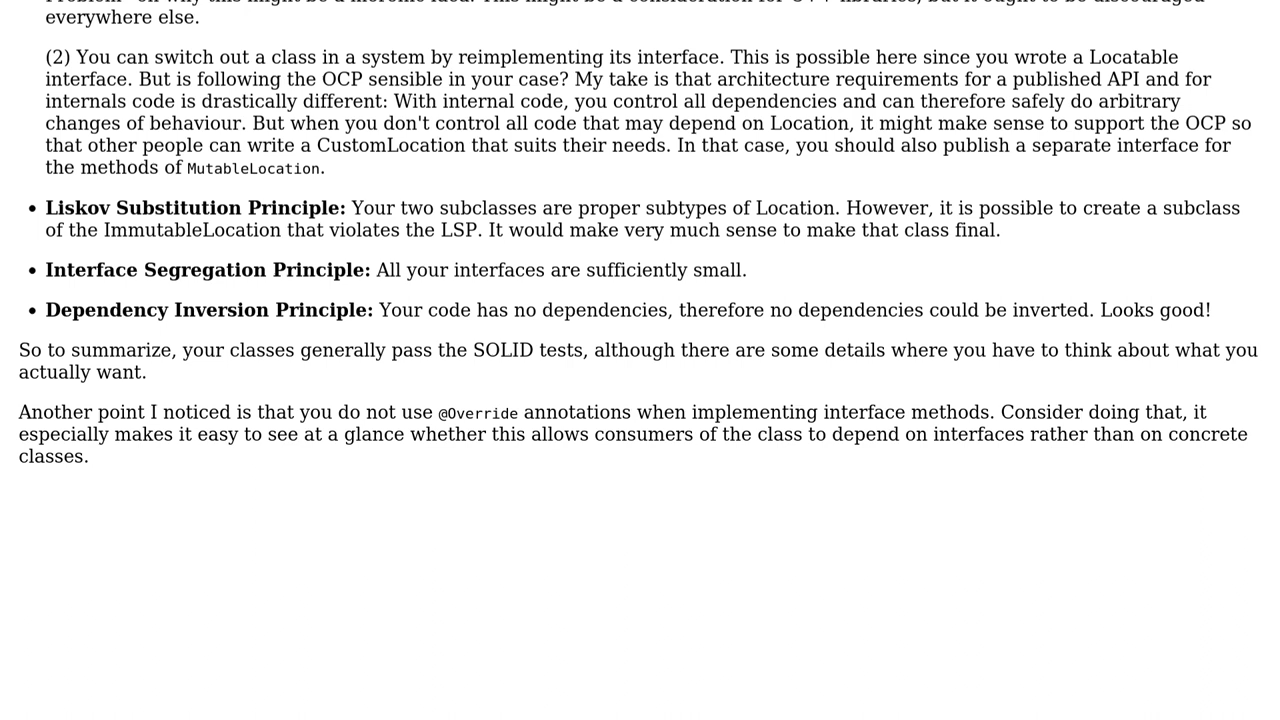 everywhere else.
(2) You can switch out a class in a system by reimplementing its interface. This is possible here since you wrote a Locatable
interface. But is following the OCP sensible in your case? My take is that architecture requirements for a published API and for
internals code is drastically different: With internal code, you control all dependencies and can therefore safely do arbitrary
changes of behaviour. But when you don't control all code that may depend on Location, it might make sense to support the OCP so
that other people can write a CustomLocation that suits their needs. In that case, you should also publish a separate interface for
the methods of MutableLocation.
• Liskov Substitution Principle: Your two subclasses are proper subtypes of Location. However, it is possible to create a subclass
of the ImmutableLocation that violates the LSP. It would make very much sense to make that class final.
• Interface Segregation Principle: All your interfaces are sufficiently small.
• Dependency Inversion Principle: Your code has no dependencies, therefore no dependencies could be inverted. Looks good!
So to summarize, your classes generally pass the SOLID tests, although there are some details where you have to think about what you
actually want.
Another point I noticed is that you do not use @Override annotations when implementing interface methods. Consider doing that, it
especially makes it easy to see at a glance whether this allows consumers of the class to depend on interfaces rather than on concrete
classes.